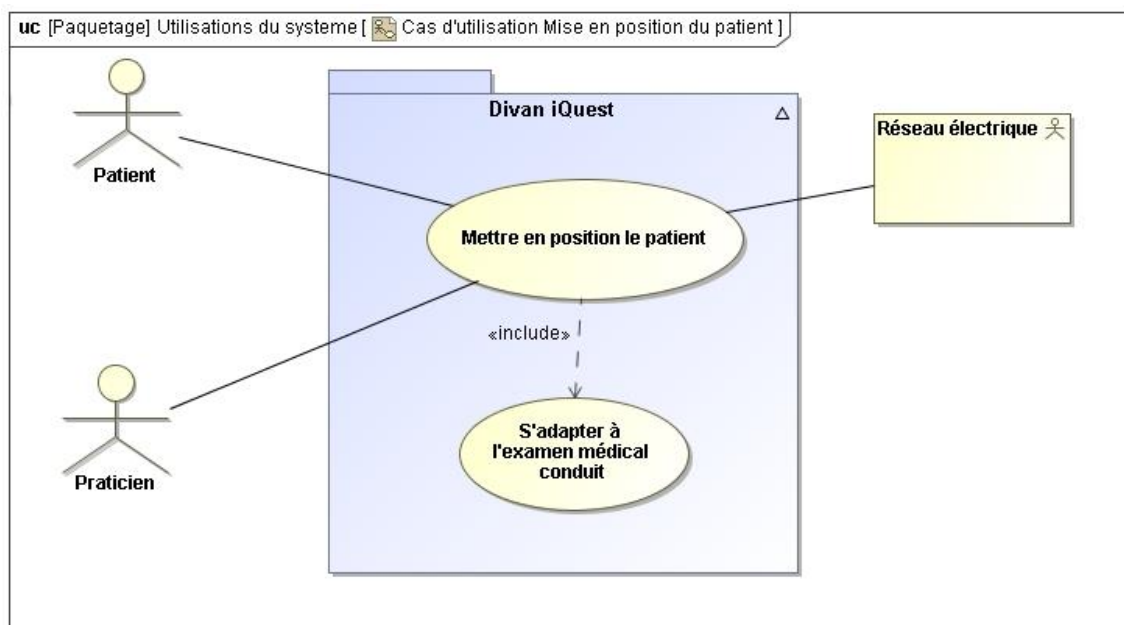 uc [Paquetage] Utilisations du systeme [ Cas d'utilisation Mise en position du patient ]
Divan iQuest
Réseau électrique
Patient
Mettre en position le patient
«include»
S'adapter à
l'examen médical
conduit
Praticien